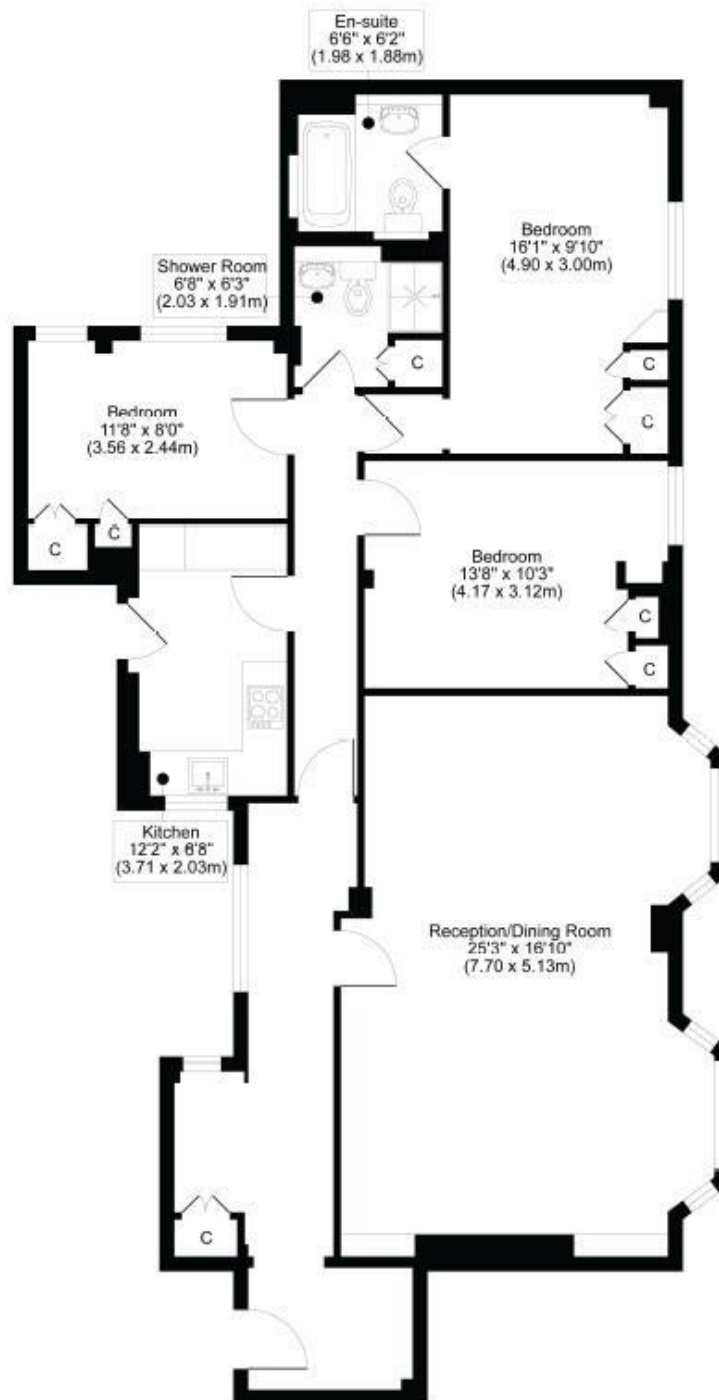 En-suite
6'6" x 6'2"
(1.98 x 1.88m)
Bedroom
16'1" x 9'10"
(4.90 x 3.00m)
Shower Room
6'8" x 6'3"
(2.03 x 1.91m)
C
C
C
Bedroom
11'8" x 8'0"
(3.56 x 2.44m)
C
C
Bedroom
13'8" x 10'3"
(4.17 x 3.12m)
C
C
Kitchen
12'2" x 6'8"
(3.71 x 2.03m)
Reception/Dining Room
25'3" x 16'10"
(7.70 x 5.13m)
C